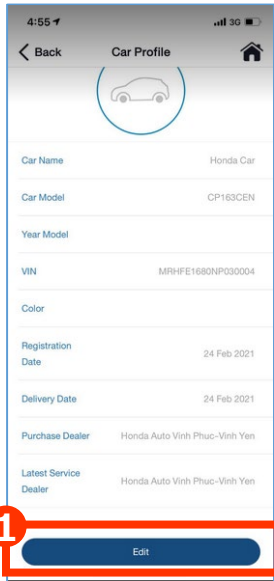 4:55 3G
Back Car Profile
Car Name Honda Car
Car Model CP163CEN
Year Model
VIN MRHFE1680NP030004
Color
Registration
Date 24 Feb 2021
Delivery Date 24 Feb 2021
Purchase Dealer Honda Auto Vinh Phuc-Vinh Yen
Latest Service
Dealer Honda Auto Vinh Phuc-Vinh Yen
1
Edit